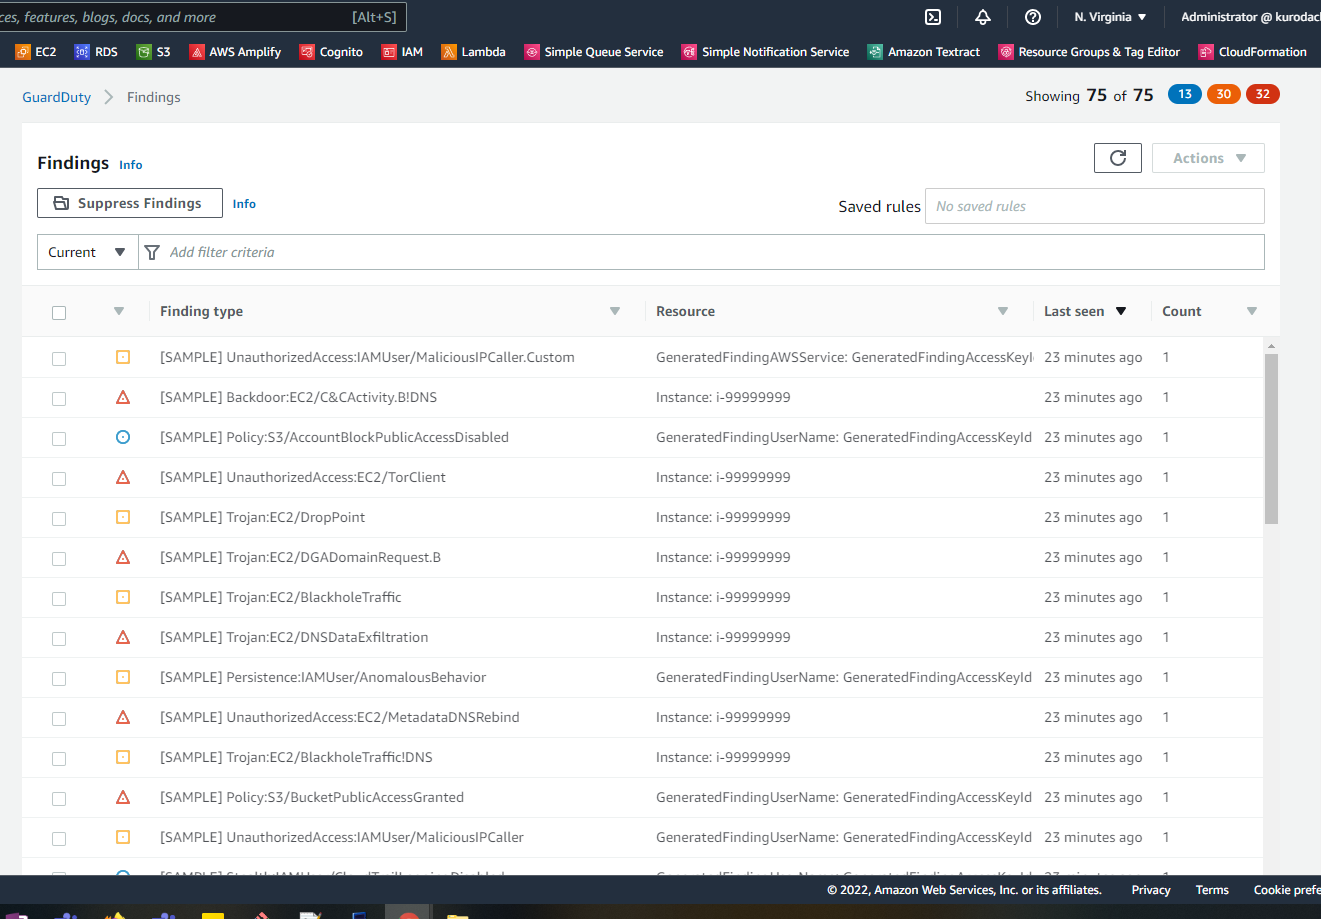 ces, features, blogs, docs, and more [Alt+S] N. Virginia ▼ Administrator @ kurodach
EC2 RDS S3 AWS Amplify Cognito IAM Lambda Simple Queue Service Simple Notification Service Amazon Textract Resource Groups & Tag Editor CloudFormation
GuardDuty > Findings Showing 75 of 75 13 30 32
Findings Info Actions ▼
Suppress Findings Info Saved rules No saved rules
Current ▼ Add filter criteria
Finding type Resource Last seen Count
[SAMPLE] UnauthorizedAccess:IAMUser/MaliciousIPCaller.Custom GeneratedFindingAWSService: GeneratedFindingAccessKeyI 23 minutes ago 1
[SAMPLE] Backdoor:EC2/C&CActivity.B!DNS Instance: i-99999999 23 minutes ago 1
[SAMPLE] Policy:S3/AccountBlockPublicAccessDisabled GeneratedFindingUserName: GeneratedFindingAccessKeyId 23 minutes ago 1
[SAMPLE] UnauthorizedAccess:EC2/TorClient Instance: i-99999999 23 minutes ago 1
[SAMPLE] Trojan:EC2/DropPoint Instance: i-99999999 23 minutes ago 1
[SAMPLE] Trojan:EC2/DGADomainRequest.B Instance: i-99999999 23 minutes ago 1
[SAMPLE] Trojan:EC2/BlackholeTraffic Instance: i-99999999 23 minutes ago 1
[SAMPLE] Trojan:EC2/DNSDataExfiltration Instance: i-99999999 23 minutes ago 1
[SAMPLE] Persistence:IAMUser/AnomalousBehavior GeneratedFindingUserName: GeneratedFindingAccessKeyId 23 minutes ago 1
[SAMPLE] UnauthorizedAccess:EC2/MetadataDNSRebind Instance: i-99999999 23 minutes ago 1
[SAMPLE] Trojan:EC2/BlackholeTraffic!DNS Instance: i-99999999 23 minutes ago 1
[SAMPLE] Policy:S3/BucketPublicAccessGranted GeneratedFindingUserName: GeneratedFindingAccessKeyId 23 minutes ago 1
[SAMPLE] UnauthorizedAccess:IAMUser/MaliciousIPCaller GeneratedFindingUserName: GeneratedFindingAccessKeyId 23 minutes ago 1
© 2022, Amazon Web Services, Inc. or its affiliates. Privacy Terms Cookie prefe